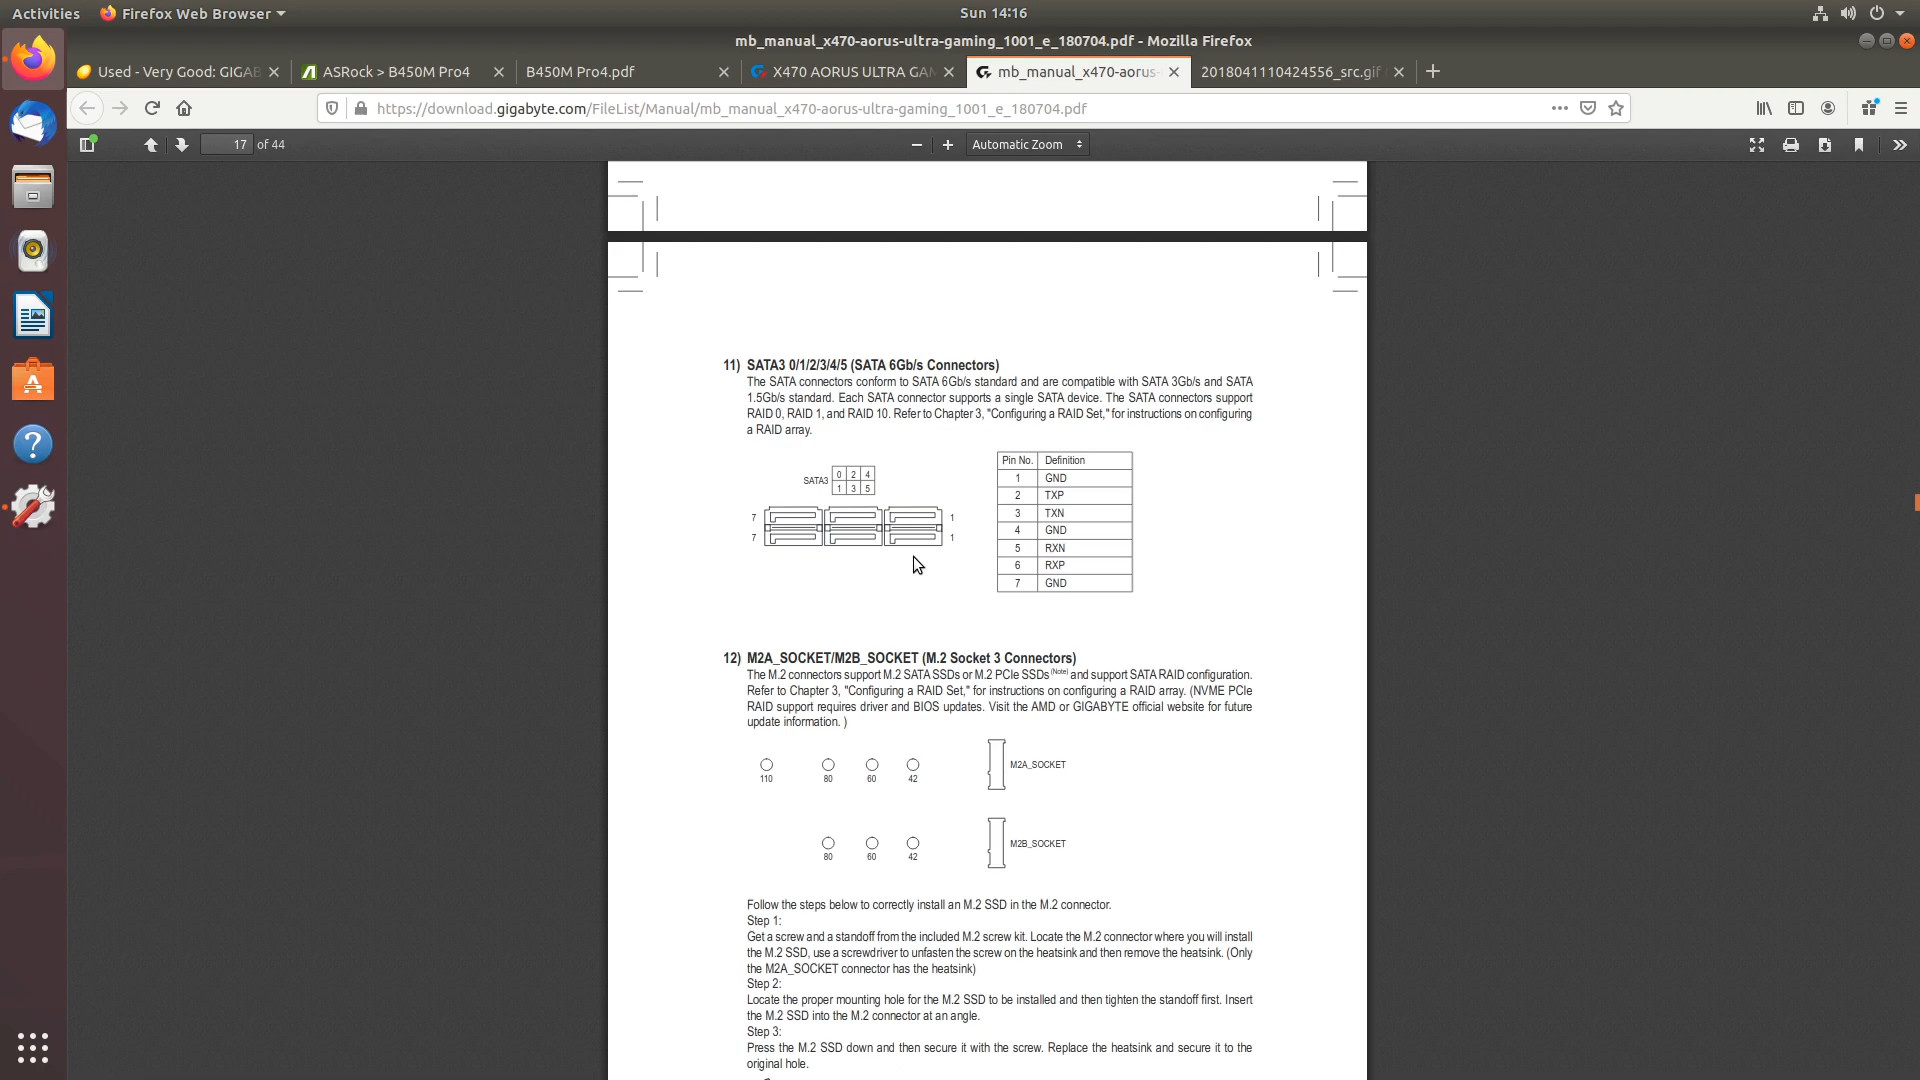 Activities
Firefox Web Browser
Sun 14:16
mb_manual_x470-aorus-ultra-gaming_1001_e_180704.pdf - Mozilla Firefox
Used - Very Good: GIGAB
ASRock > B450M Pro4
B450M Pro4.pdf
X470 AORUS ULTRA GAM
mb_manual_x470-aorus-
2018041110424556_src.gif
https://download.gigabyte.com/FileList/Manual/mb_manual_x470-aorus-ultra-gaming_1001_e_180704.pdf
17 of 44
Automatic Zoom
11) SATA3 0/1/2/3/4/5 (SATA 6Gb/s Connectors)
The SATA connectors conform to SATA 6Gb/s standard and are compatible with SATA 3Gb/s and SATA
1.5Gb/s standard. Each SATA connector supports a single SATA device. The SATA connectors support
RAID 0, RAID 1, and RAID 10. Refer to Chapter 3, "Configuring a RAID Set," for instructions on configuring
a RAID array.
SATA3
0 2 4
1 3 5
7 1
7 1
Pin No. Definition
1 GND
2 TXP
3 TXN
4 GND
5 RXN
6 RXP
7 GND
12) M2A_SOCKET/M2B_SOCKET (M.2 Socket 3 Connectors)
The M.2 connectors support M.2 SATA SSDs or M.2 PCIe SSDs (Note) and support SATA RAID configuration.
Refer to Chapter 3, "Configuring a RAID Set," for instructions on configuring a RAID array. (NVME PCIe
RAID support requires driver and BIOS updates. Visit the AMD or GIGABYTE official website for future
update information. )
110 80 60 42
M2A_SOCKET
80 60 42
M2B_SOCKET
Follow the steps below to correctly install an M.2 SSD in the M.2 connector.
Step 1:
Get a screw and a standoff from the included M.2 screw kit. Locate the M.2 connector where you will install
the M.2 SSD, use a screwdriver to unfasten the screw on the heatsink and then remove the heatsink. (Only
the M2A_SOCKET connector has the heatsink)
Step 2:
Locate the proper mounting hole for the M.2 SSD to be installed and then tighten the standoff first. Insert
the M.2 SSD into the M.2 connector at an angle.
Step 3:
Press the M.2 SSD down and then secure it with the screw. Replace the heatsink and secure it to the
original hole.